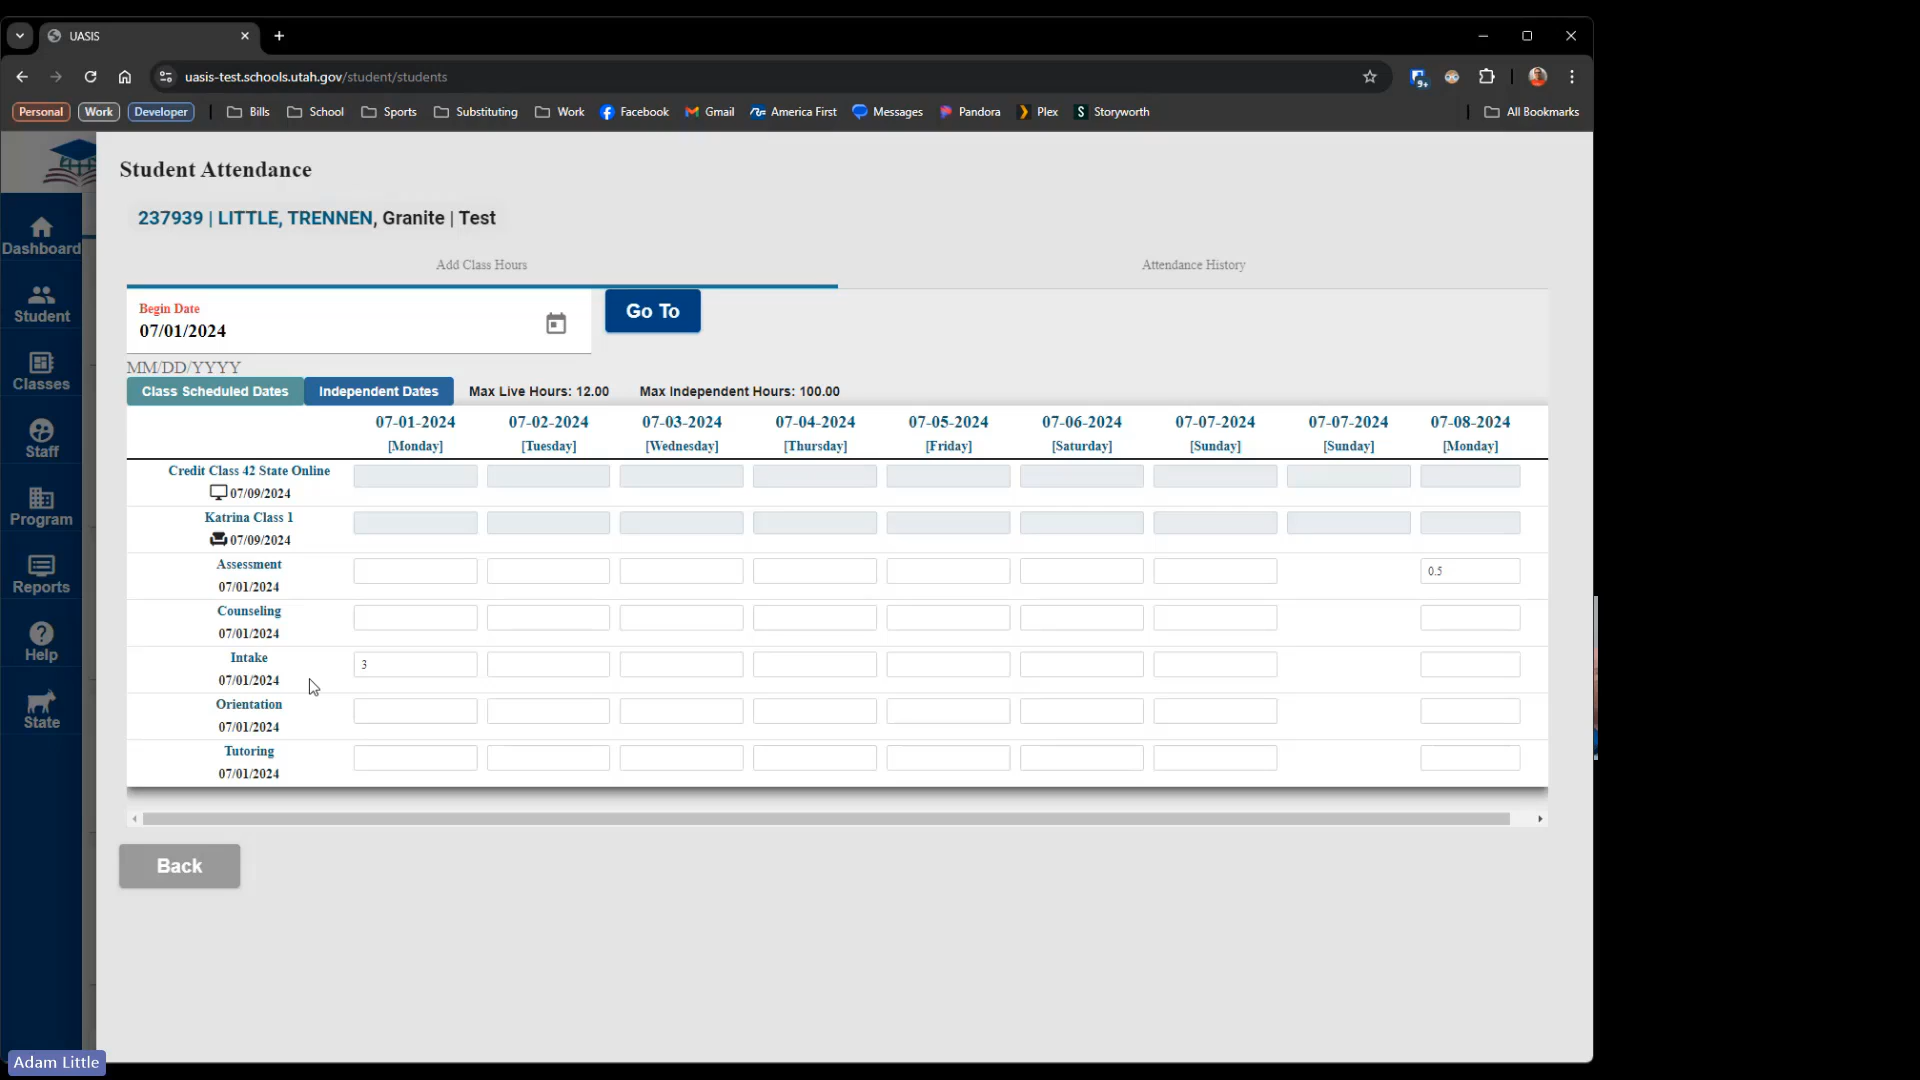 UASIS
uasis-test.schools.utah.gov/student/students
9+
Personal Work Developer Bills School Sports Substituting Work Facebook Gmail America First Messages Pandora Plex S Storyworth All Bookmarks
Student Attendance
237939 | LITTLE, TRENNEN, Granite | Test
Add Class Hours Attendance History
Begin Date
07/01/2024
Go To
MM/DD/YYYY
Class Scheduled Dates Independent Dates Max Live Hours: 12.00 Max Independent Hours: 100.00
07-01-2024 07-02-2024 07-03-2024 07-04-2024 07-05-2024 07-06-2024 07-07-2024 07-07-2024 07-08-2024
[Monday] [Tuesday] [Wednesday] [Thursday] [Friday] [Saturday] [Sunday] [Sunday] [Monday]
Credit Class 42 State Online
07/09/2024
Katrina Class 1
07/09/2024
Assessment
07/01/2024
0.5
Counseling
07/01/2024
Intake
07/01/2024
3
Orientation
07/01/2024
Tutoring
07/01/2024
Back
Dashboard
Student
Classes
Staff
Program
Reports
Help
State
Adam Little